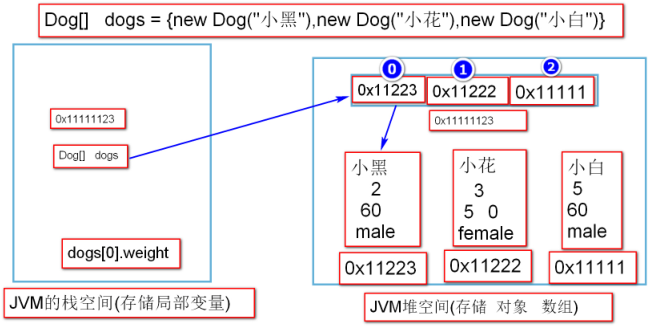 Dog[] dogs = {new Dog("小黑"),new Dog("小花"),new Dog("小白")}
0x11111123
Dog[] dogs
dogs[0].weight
JVM的栈空间(存储局部变量)
0 1 2
0x11223 0x11222 0x11111
0x11111123
小黑
2
60
male
0x11223
小花
3
5 0
female
0x11222
小白
5
60
male
0x11111
JVM堆空间(存储 对象 数组)